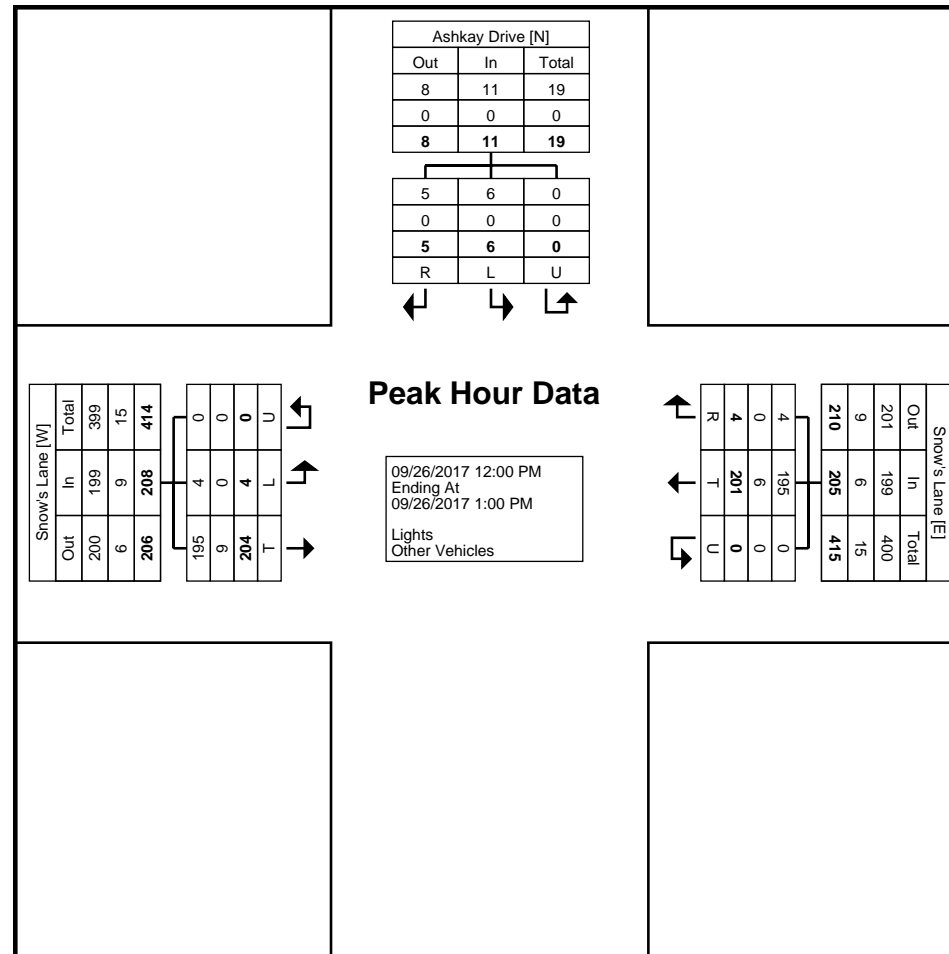 Ashkay Drive [N]
Out In Total
8 11 19
0 0 0
8 11 19
5 6 0
0 0 0
5 6 0
R L U
Peak Hour Data
09/26/2017 12:00 PM
Ending At
09/26/2017 1:00 PM
Lights
Other Vehicles
Snow's Lane [W]
Out In Total
200 199 399
6 9 15
206 208 414
195 4 0
9 0 0
204 4 0
T L U
Snow's Lane [E]
Out In Total
201 199 400
9 6 15
210 205 415
4 195 0
0 6 0
4 201 0
R T U